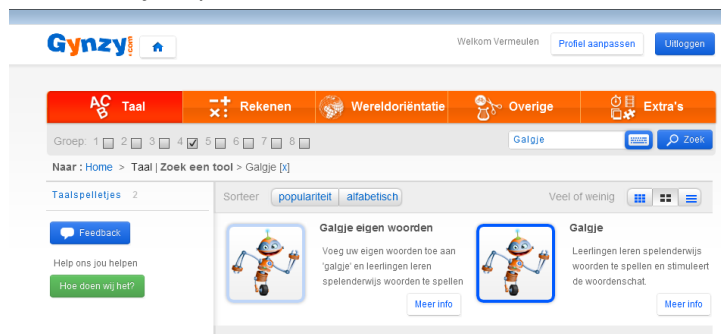 Gynzy.com
Welkom Vermeulen Profiel aanpassen Uitloggen
ACB Taal Rekenen Wereldoriëntatie Overige Extra's
Groep: 1 2 3 4 5 6 7 8 Galgje Zoek
Naar : Home > Taal | Zoek een tool > Galgje [x]
Taalspelletjes 2 Sorteer populariteit alfabetisch Veel of weinig
Feedback
Help ons jou helpen
Hoe doen wij het?
Galgje eigen woorden
Voeg uw eigen woorden toe aan
'galgje' en leerlingen leren
spelenderwijs woorden te spellen
Meer info
Galgje
Leerlingen leren spelenderwijs
woorden te spellen en stimuleert
de woordenschat.
Meer info